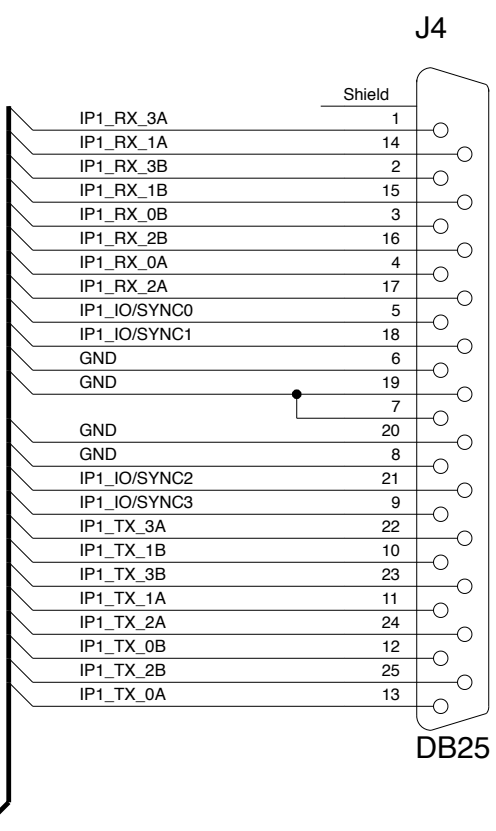 J4
Shield
IP1_RX_3A 1
IP1_RX_1A 14
IP1_RX_3B 2
IP1_RX_1B 15
IP1_RX_0B 3
IP1_RX_2B 16
IP1_RX_0A 4
IP1_RX_2A 17
IP1_IO/SYNC0 5
IP1_IO/SYNC1 18
GND 6
GND 19
7
GND 20
GND 8
IP1_IO/SYNC2 21
IP1_IO/SYNC3 9
IP1_TX_3A 22
IP1_TX_1B 10
IP1_TX_3B 23
IP1_TX_1A 11
IP1_TX_2A 24
IP1_TX_0B 12
IP1_TX_2B 25
IP1_TX_0A 13
DB25